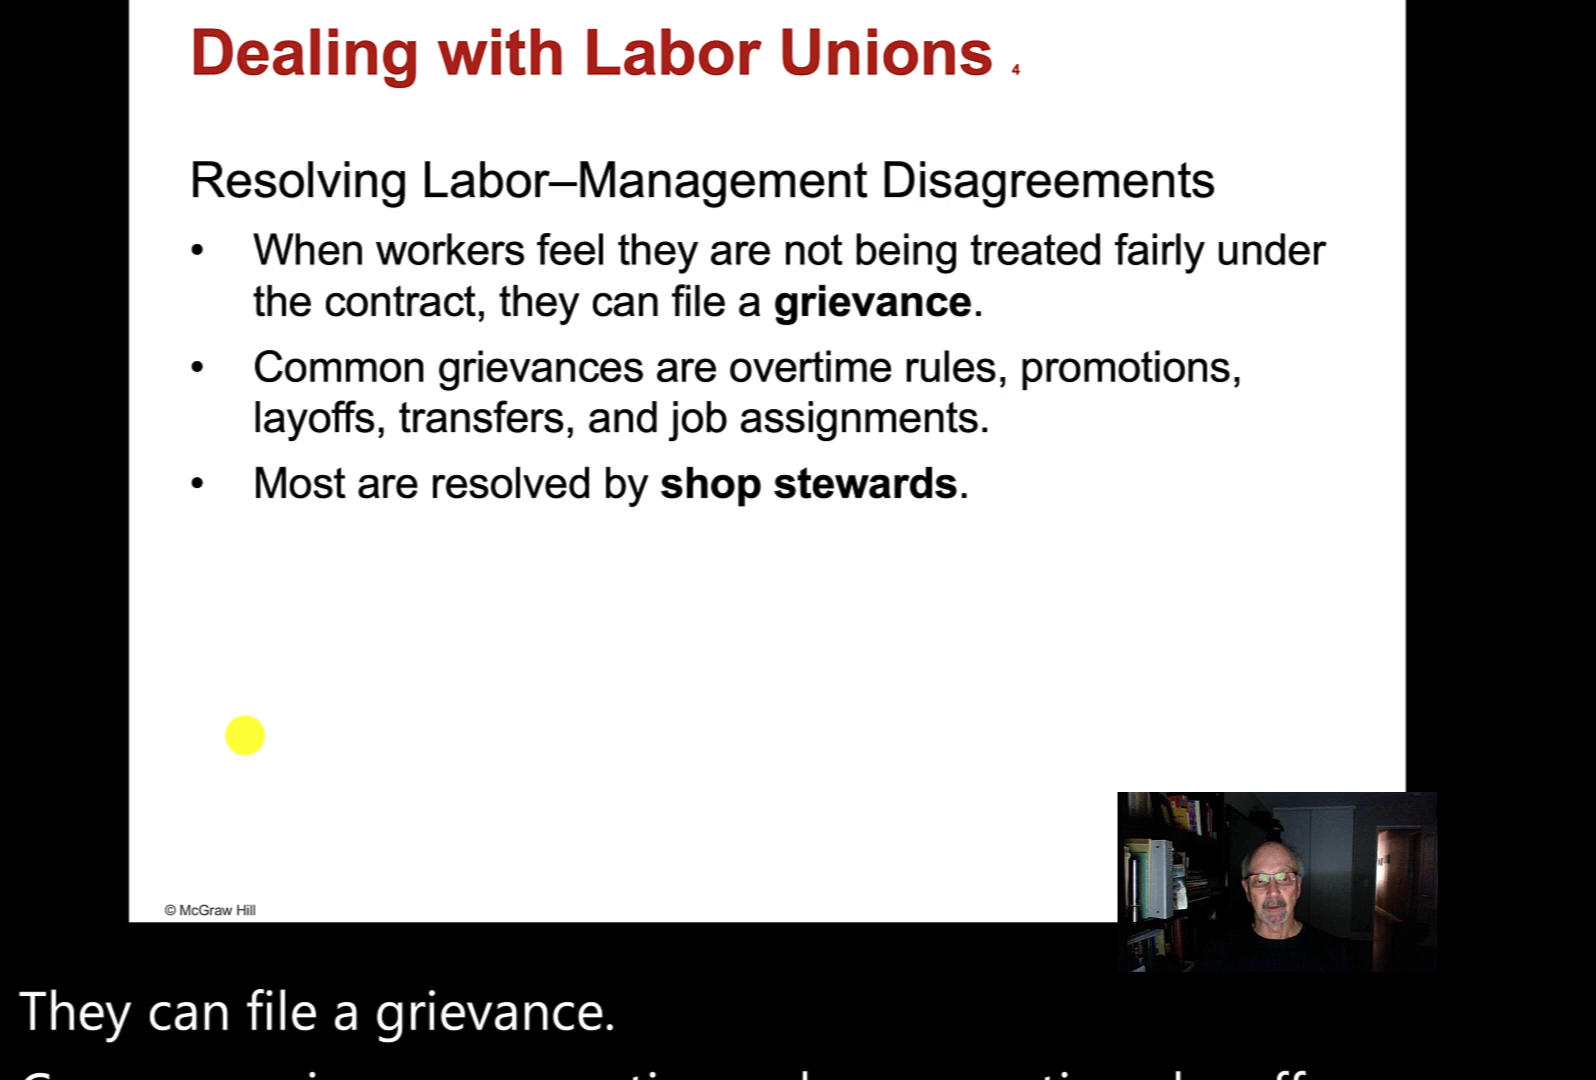 Dealing with Labor Unions 4
Resolving Labor–Management Disagreements
• When workers feel they are not being treated fairly under
the contract, they can file a grievance.
• Common grievances are overtime rules, promotions,
layoffs, transfers, and job assignments.
• Most are resolved by shop stewards.
© McGraw Hill
They can file a grievance.